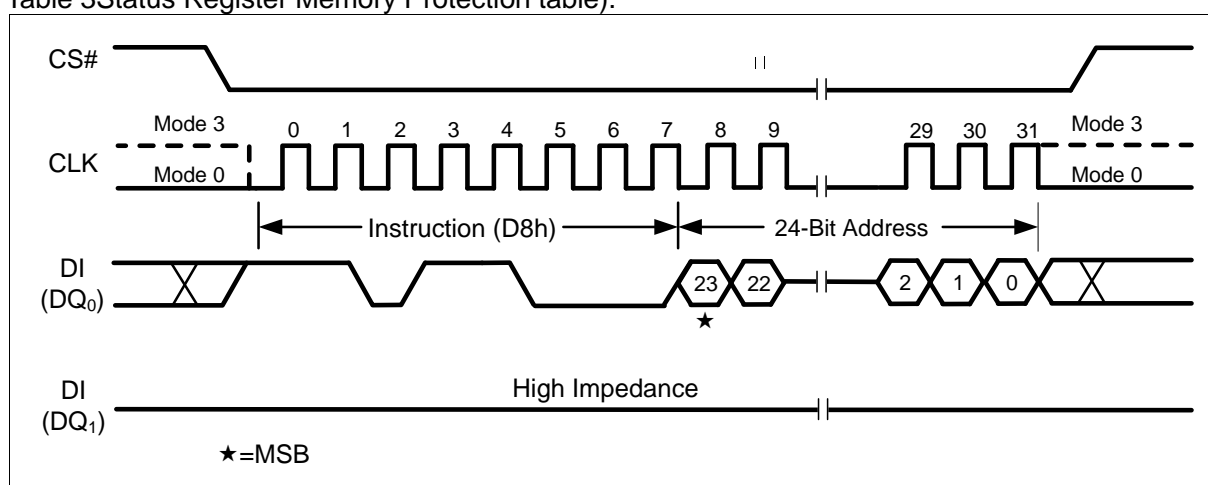 Table 3Status Register Memory Protection table).
CS#
Mode 3
0 1 2 3 4 5 6 7 8 9 29 30 31
Mode 3
CLK
Mode 0
Mode 0
Instruction (D8h)
24-Bit Address
DI
(DQ0)
23 22 2 1 0
★
DI
(DQ1)
High Impedance
★=MSB